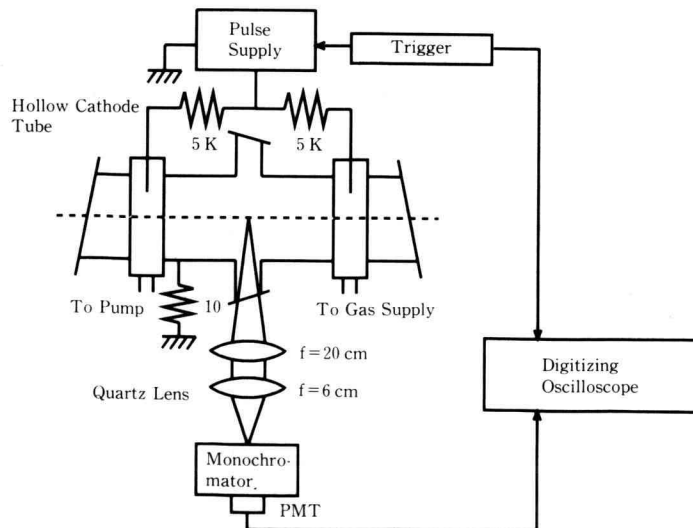 Pulse
Supply
Trigger
Hollow Cathode
Tube
5 K
5 K
To Pump
10
To Gas Supply
f = 20 cm
Quartz Lens
f = 6 cm
Digitizing
Oscilloscope
Monochro-
mator.
PMT